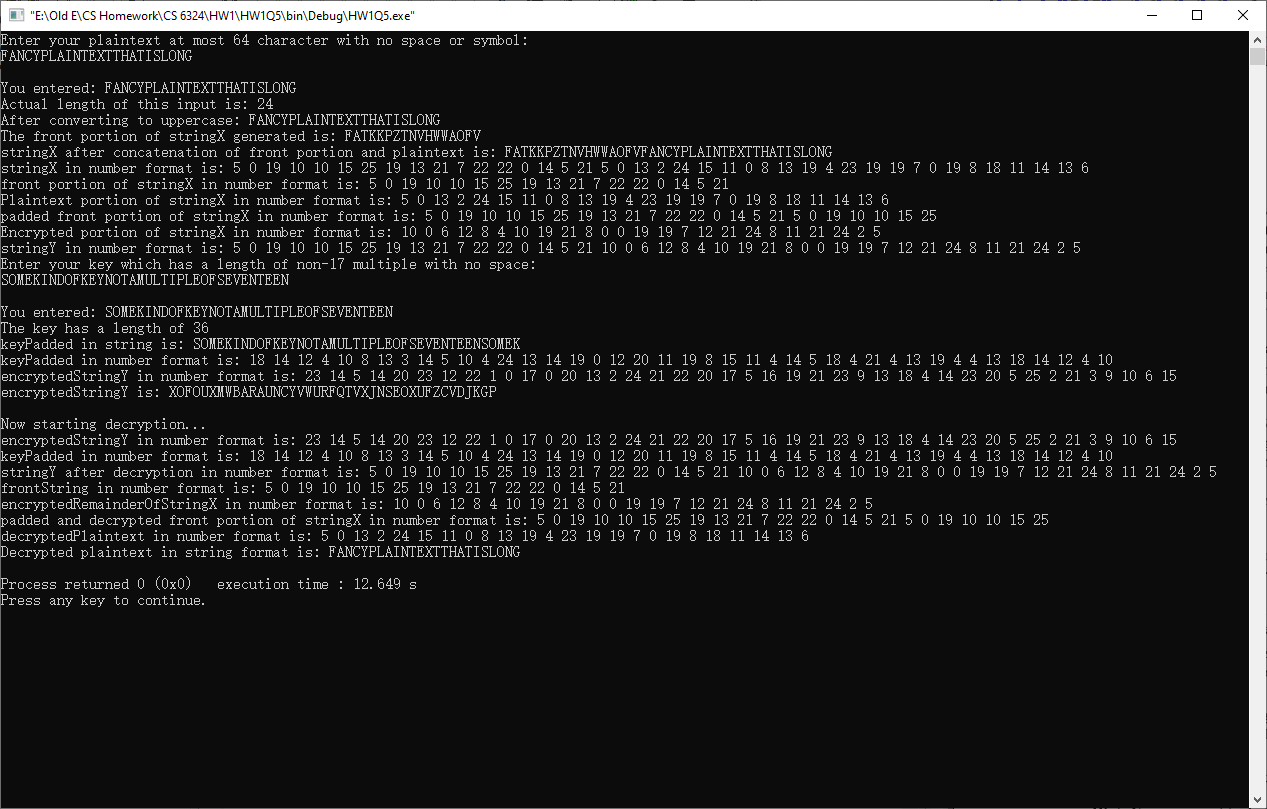 "E:\Old E\CS Homework\CS 6324\HW1\HW1Q5\bin\Debug\HW1Q5.exe"
Enter your plaintext at most 64 character with no space or symbol:
FANCYPLAINTEXTTHATISLONG
You entered: FANCYPLAINTEXTTHATISLONG
Actual length of this input is: 24
After converting to uppercase: FANCYPLAINTEXTTHATISLONG
The front portion of stringX generated is: FATKKPZTNVHWWAOFV
stringX after concatenation of front portion and plaintext is: FATKKPZTNVHWWAOFVFANCYPLAINTEXTTHATISLONG
stringX in number format is: 5 0 19 10 10 15 25 19 13 21 7 22 22 0 14 5 21 5 0 13 2 24 15 11 0 8 13 19 4 23 19 19 7 0 19 8 18 11 14 13 6
front portion of stringX in number format is: 5 0 19 10 10 15 25 19 13 21 7 22 22 0 14 5 21
Plaintext portion of stringX in number format is: 5 0 13 2 24 15 11 0 8 13 19 4 23 19 19 7 0 19 8 18 11 14 13 6
padded front portion of stringX in number format is: 5 0 19 10 10 15 25 19 13 21 7 22 22 0 14 5 21 5 0 19 10 10 15 25
Encrypted portion of stringX in number format is: 10 0 6 12 8 4 10 19 21 8 0 0 19 19 7 12 21 24 8 11 21 24 2 5
stringY in number format is: 5 0 19 10 10 15 25 19 13 21 7 22 22 0 14 5 21 10 0 6 12 8 4 10 19 21 8 0 0 19 19 7 12 21 24 8 11 21 24 2 5
Enter your key which has a length of non-17 multiple with no space:
SOMEKINDOFKEYNOTAMULTIPLEOFSEVENTEEN
You entered: SOMEKINDOFKEYNOTAMULTIPLEOFSEVENTEEN
The key has a length of 36
keyPadded in string is: SOMEKINDOFKEYNOTAMULTIPLEOFSEVENTEENSOMEK
keyPadded in number format is: 18 14 12 4 10 8 13 3 14 5 10 4 24 13 14 19 0 12 20 11 19 8 15 11 4 14 5 18 4 21 4 13 19 4 4 13 18 14 12 4 10
encryptedStringY in number format is: 23 14 5 14 20 23 12 22 1 0 17 0 20 13 2 24 21 22 20 17 5 16 19 21 23 9 13 18 4 14 23 20 5 25 2 21 3 9 10 6 15
encryptedStringY is: XOFOUXMWBARAUNCYVWURFQTVXJNSEOXUFZCVDJKGP
Now starting decryption...
encryptedStringY in number format is: 23 14 5 14 20 23 12 22 1 0 17 0 20 13 2 24 21 22 20 17 5 16 19 21 23 9 13 18 4 14 23 20 5 25 2 21 3 9 10 6 15
keyPadded in number format is: 18 14 12 4 10 8 13 3 14 5 10 4 24 13 14 19 0 12 20 11 19 8 15 11 4 14 5 18 4 21 4 13 19 4 4 13 18 14 12 4 10
stringY after decryption in number format is: 5 0 19 10 10 15 25 19 13 21 7 22 22 0 14 5 21 10 0 6 12 8 4 10 19 21 8 0 0 19 19 7 12 21 24 8 11 21 24 2 5
frontString in number format is: 5 0 19 10 10 15 25 19 13 21 7 22 22 0 14 5 21
encryptedRemainderOfStringX in number format is: 10 0 6 12 8 4 10 19 21 8 0 0 19 19 7 12 21 24 8 11 21 24 2 5
padded and decrypted front portion of stringX in number format is: 5 0 19 10 10 15 25 19 13 21 7 22 22 0 14 5 21 5 0 19 10 10 15 25
decryptedPlaintext in number format is: 5 0 13 2 24 15 11 0 8 13 19 4 23 19 19 7 0 19 8 18 11 14 13 6
Decrypted plaintext in string format is: FANCYPLAINTEXTTHATISLONG
Process returned 0 (0x0)   execution time : 12.649 s
Press any key to continue.